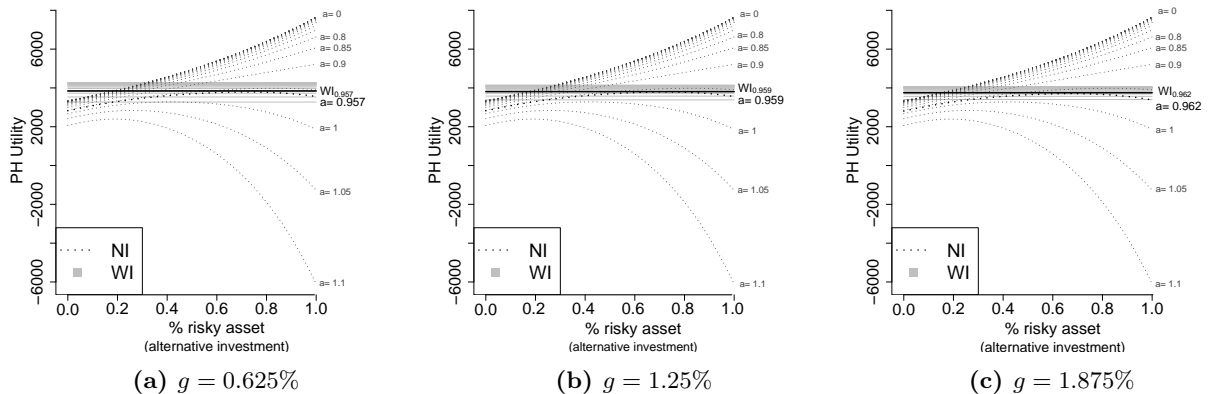 PH Utility
6000
2000
−2000
−6000
a= 0
a= 0.8
a= 0.85
a= 0.9
WI0.957
a= 0.957
a= 1
a= 1.05
a= 1.1
NI
WI
0.0 0.2 0.4 0.6 0.8 1.0
% risky asset
(alternative investment)
(a) g = 0.625%
PH Utility
6000
2000
−2000
−6000
a= 0
a= 0.8
a= 0.85
a= 0.9
WI0.959
a= 0.959
a= 1
a= 1.05
a= 1.1
NI
WI
0.0 0.2 0.4 0.6 0.8 1.0
% risky asset
(alternative investment)
(b) g = 1.25%
PH Utility
6000
2000
−2000
−6000
a= 0
a= 0.8
a= 0.85
a= 0.9
WI0.962
a= 0.962
a= 1
a= 1.05
a= 1.1
NI
WI
0.0 0.2 0.4 0.6 0.8 1.0
% risky asset
(alternative investment)
(c) g = 1.875%